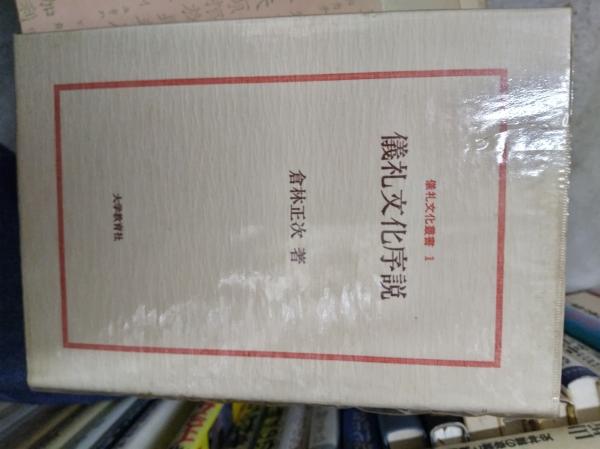 儀礼文化叢書 1
儀礼文化序説
倉林正次 著
大学教育社